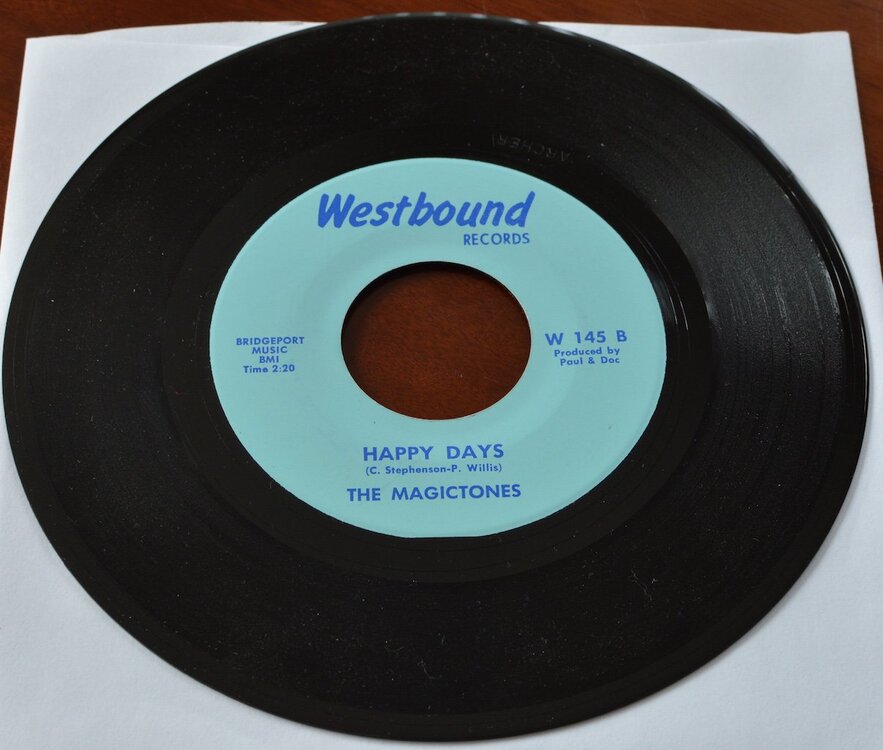 ARCHER
Westbound
RECORDS
BRIDGEPORT
MUSIC
BMI
Time 2:20
W 145 B
Produced by
Paul & Doc
HAPPY DAYS
(C. Stephenson-P. Willis)
THE MAGICTONES